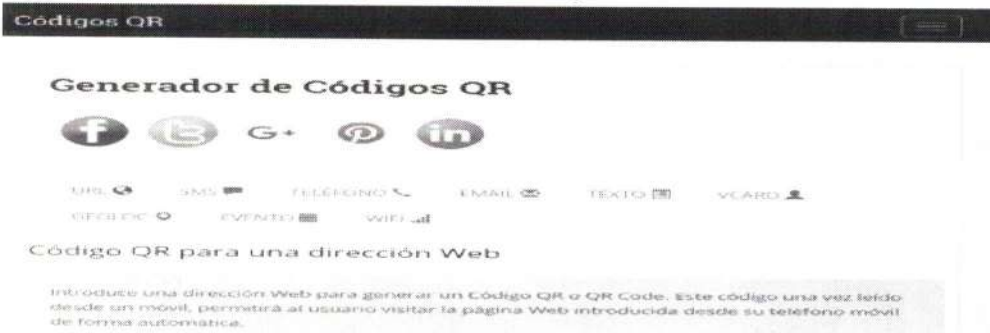 Códigos QR
Generador de Códigos QR
f t G+ p in
URL SMS TELÉFONO EMAIL TEXTO VCARD
GEOLOC EVENTO WIFI
Código QR para una dirección Web
Introduce una dirección Web para generar un Código QR o QR Code. Este código una vez leído
desde un móvil, permitirá al usuario visitar la página Web introducida desde su teléfono móvil
de forma automática.